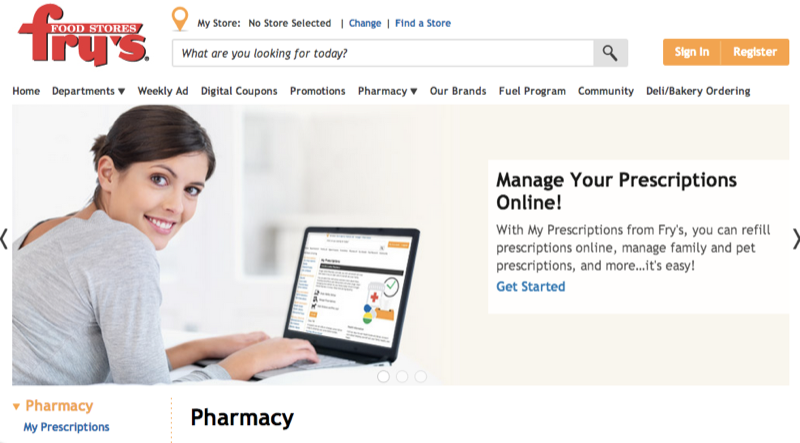 FOOD STORES
fry's
My Store: No Store Selected | Change | Find a Store
What are you looking for today?
Sign In Register
Home Departments ▼ Weekly Ad Digital Coupons Promotions Pharmacy ▼ Our Brands Fuel Program Community Deli/Bakery Ordering
Manage Your Prescriptions
Online!
With My Prescriptions from Fry's, you can refill
prescriptions online, manage family and pet
prescriptions, and more...it's easy!
Get Started
My Prescriptions
▼ Pharmacy
My Prescriptions
Pharmacy